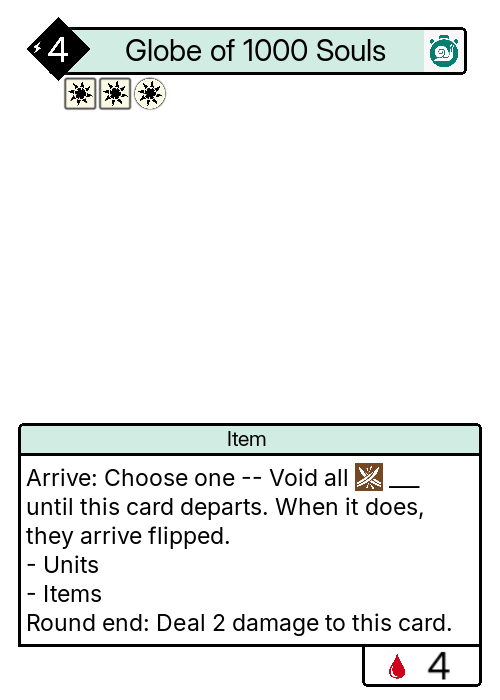 4
Globe of 1000 Souls
Item
Arrive: Choose one -- Void all ___
until this card departs. When it does,
they arrive flipped.
- Units
- Items
Round end: Deal 2 damage to this card.
4